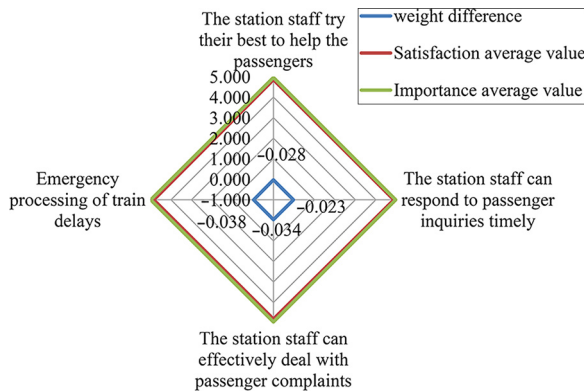 The station staff try
their best to help the
passengers
weight difference
Satisfaction average value
Importance average value
5.000
4.000
3.000
2.000
1.000
0.000
−1.000
−0.028
−0.023
−0.034
−0.038
Emergency
processing of train
delays
The station staff can
respond to passenger
inquiries timely
The station staff can
effectively deal with
passenger complaints